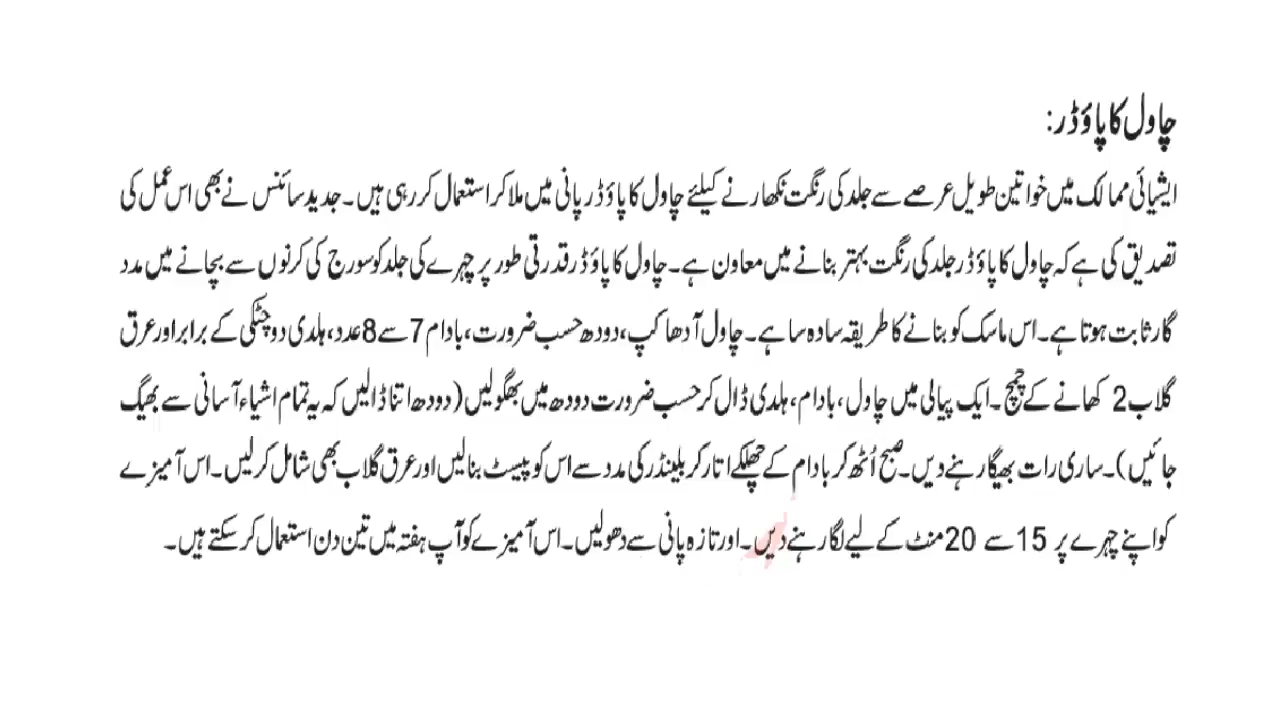 چاول کا پاؤڈر:
ایشیائی ممالک میں خواتین طویل عرصے سے جلد کی رنگت نکھارنے کیلئے چاول کا پاؤڈر پانی میں ملا کر استعمال کر رہی ہیں۔ جدید سائنس نے بھی اس عمل کی
تصدیق کی ہے کہ چاول کا پاؤڈر جلد کی رنگت بہتر بنانے میں معاون ہے۔ چاول کا پاؤڈر قدرتی طور پر چہرے کی جلد کو سورج کی کرنوں سے بچانے میں مدد
گار ثابت ہوتا ہے۔ اس ماسک کو بنانے کا طریقہ سادہ سا ہے۔ چاول آدھا کپ، دودھ حسب ضرورت، بادام 7 سے 8 عدد، ہلدی دو چٹکی کے برابر اور عرق
گلاب 2 کھانے کے چمچ۔ ایک پیالی میں چاول، بادام، ہلدی ڈال کر حسب ضرورت دودھ میں بھگولیں (دودھ اتنا ڈالیں کہ یہ تمام اشیاء آسانی سے بھیگ
جائیں)۔ ساری رات بھیگا رہنے دیں۔ صبح اُٹھ کر بادام کے چھلکے اتار کر بلینڈر کی مدد سے اس کو پیسٹ بنالیں اور عرق گلاب بھی شامل کرلیں۔ اس آمیزے
کو اپنے چہرے پر 15 سے 20 منٹ کے لیے لگا رہنے دیں۔ اور تازہ پانی سے دھولیں۔ اس آمیزے کو آپ ہفتہ میں تین دن استعمال کر سکتے ہیں۔